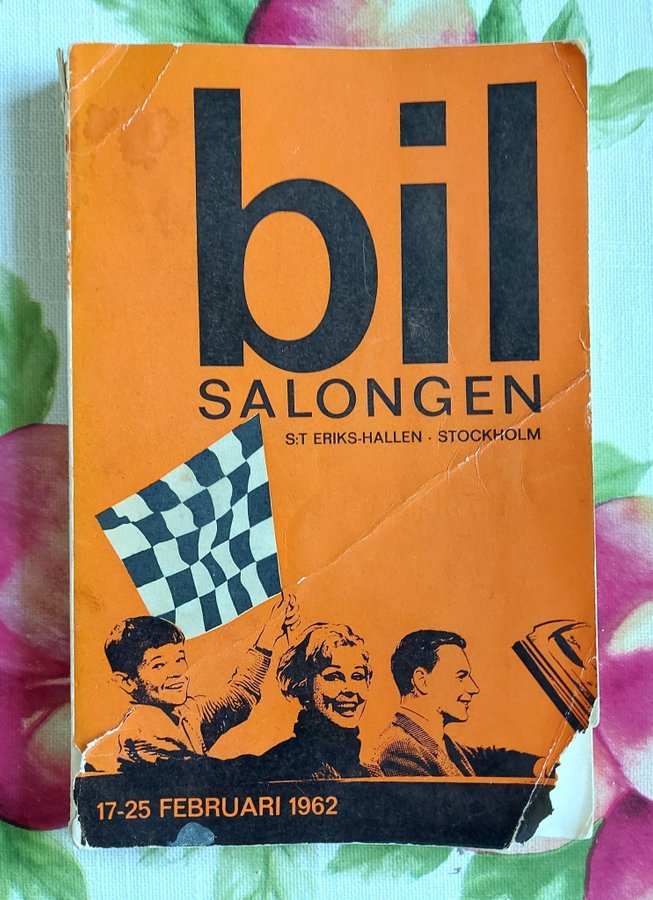 bil
SALONGEN
S:T ERIKS-HALLEN · STOCKHOLM
17-25 FEBRUARI 1962